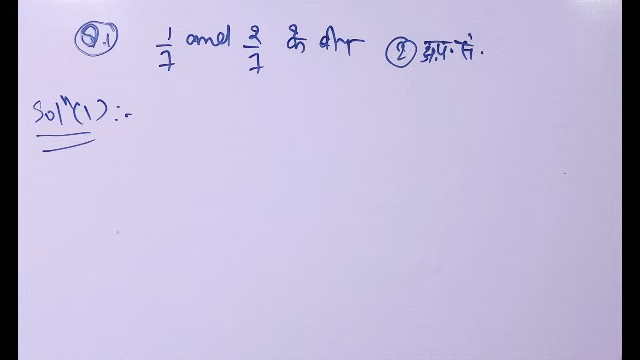 Q.1 1/7 and 2/7 के बीच 2 अ.प.सं.
Solⁿ(1):-